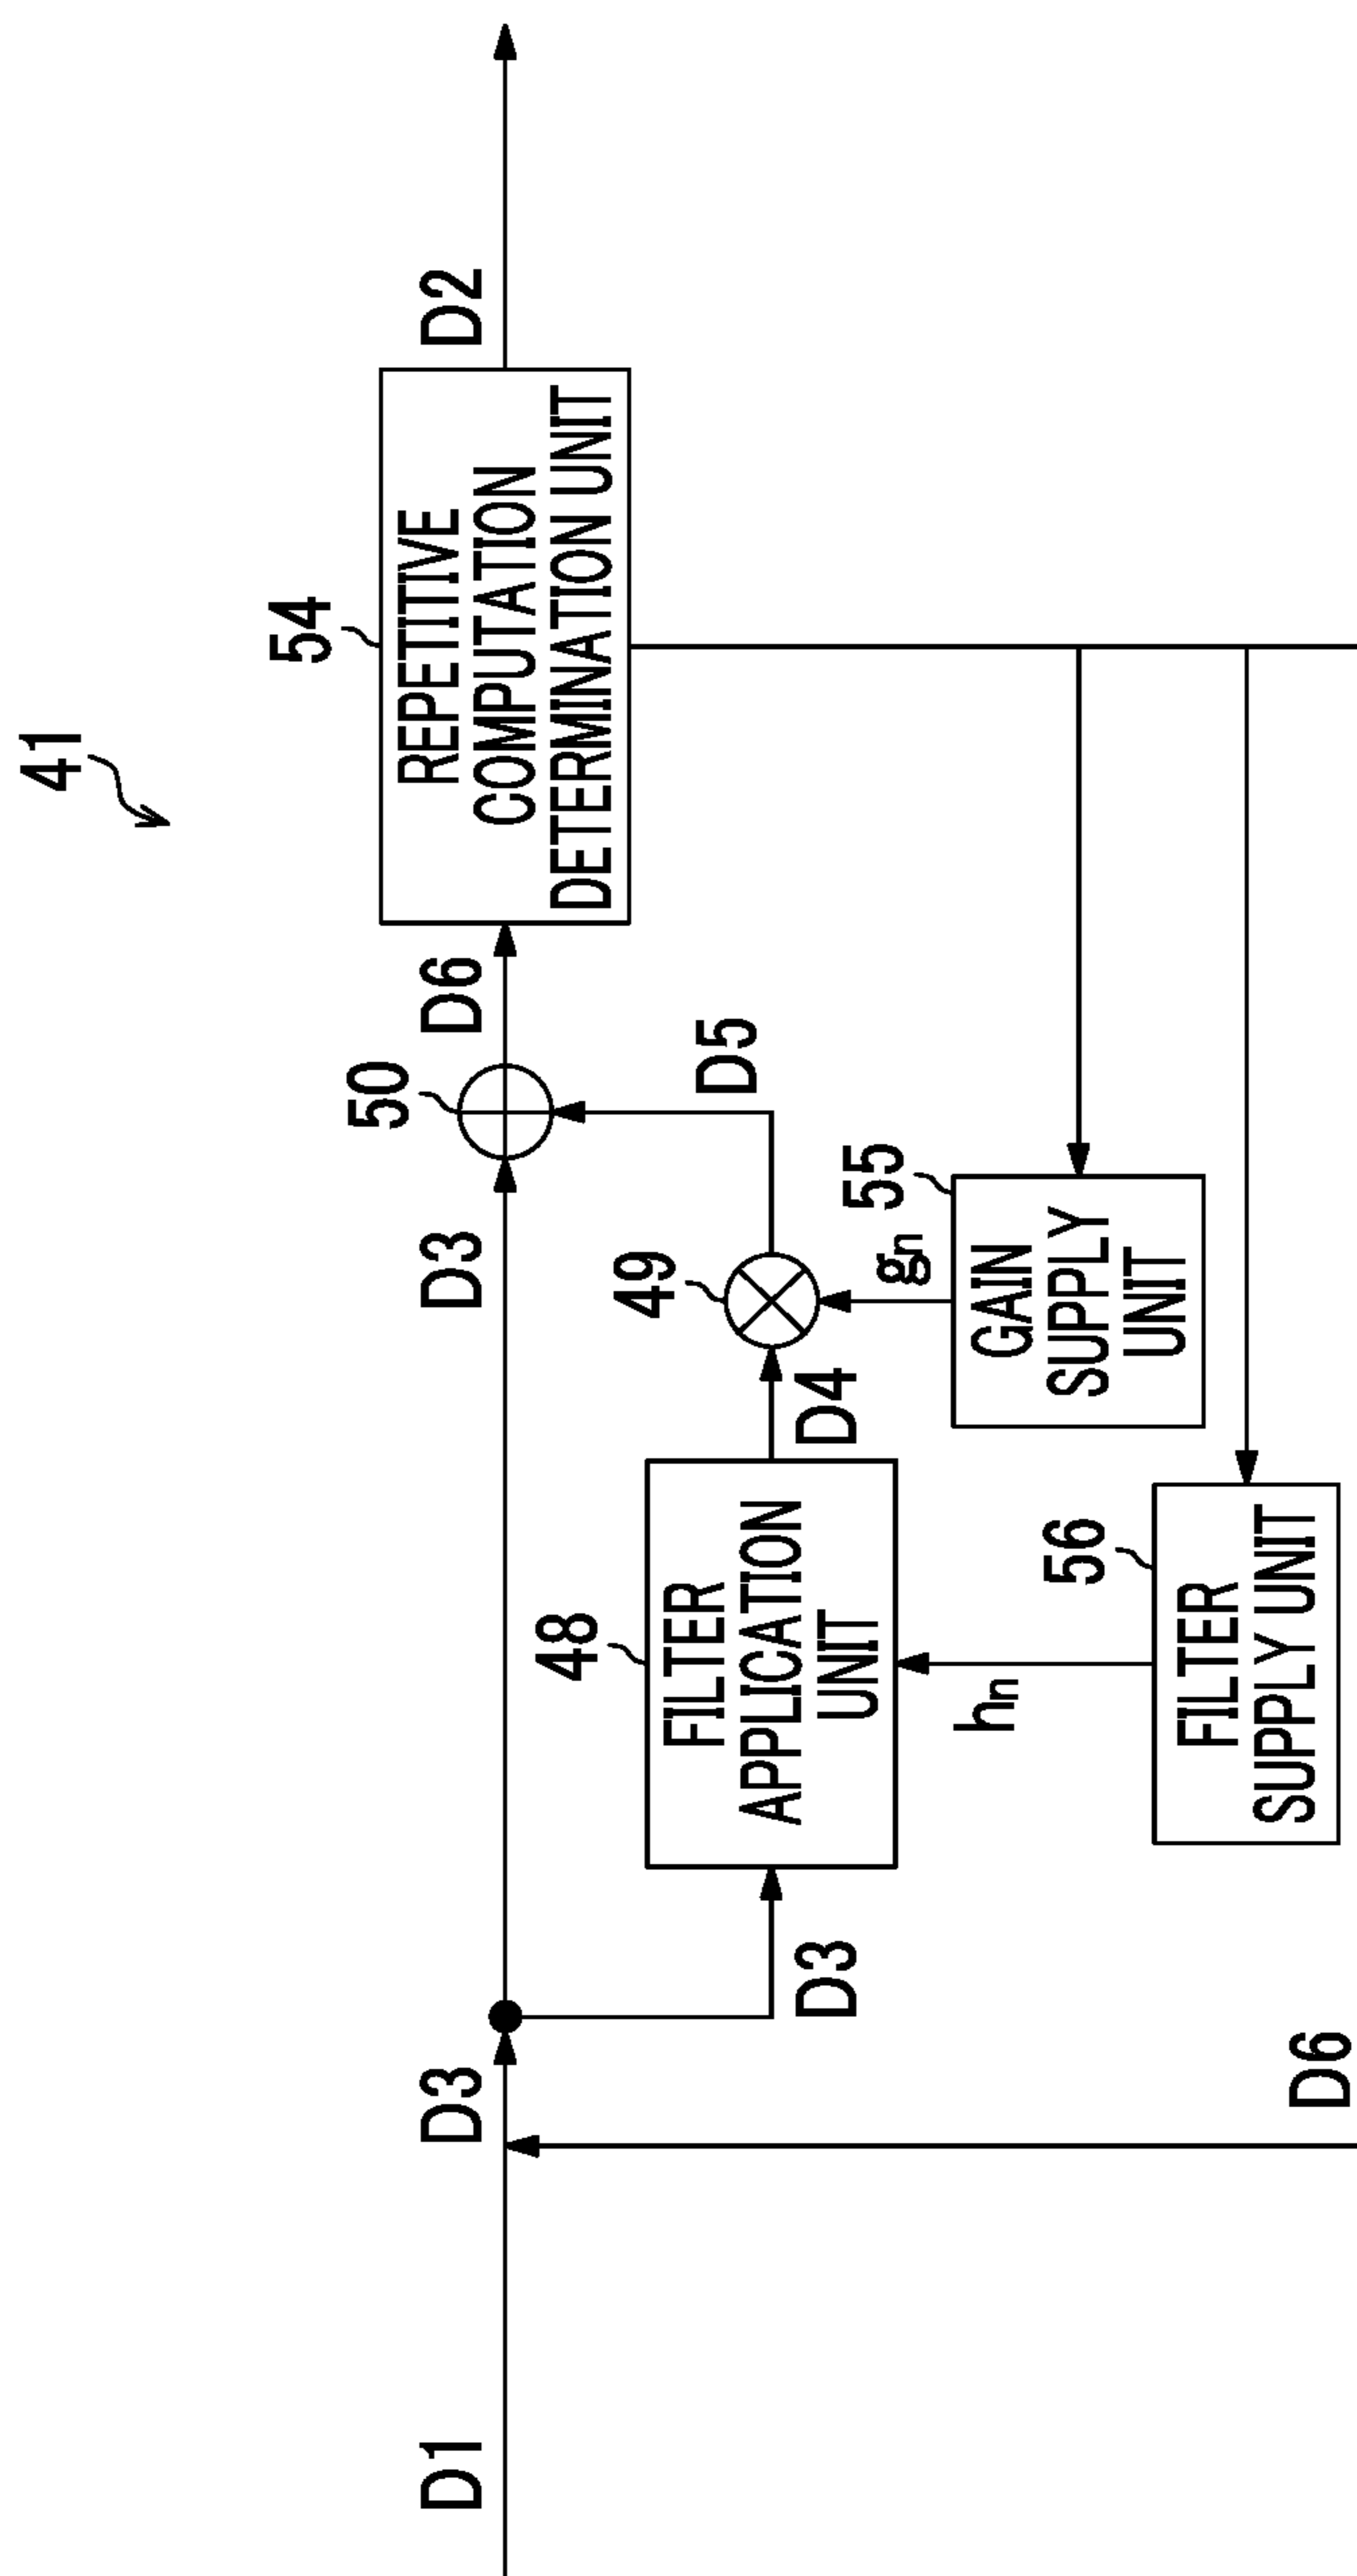 41
54
REPETITIVE
COMPUTATION
DETERMINATION UNIT
D1
D3
D3
50
D6
D2
48
FILTER
APPLICATION
UNIT
49
D5
D3
D4
55
gn
GAIN
SUPPLY
UNIT
hn
56
FILTER
SUPPLY UNIT
D6